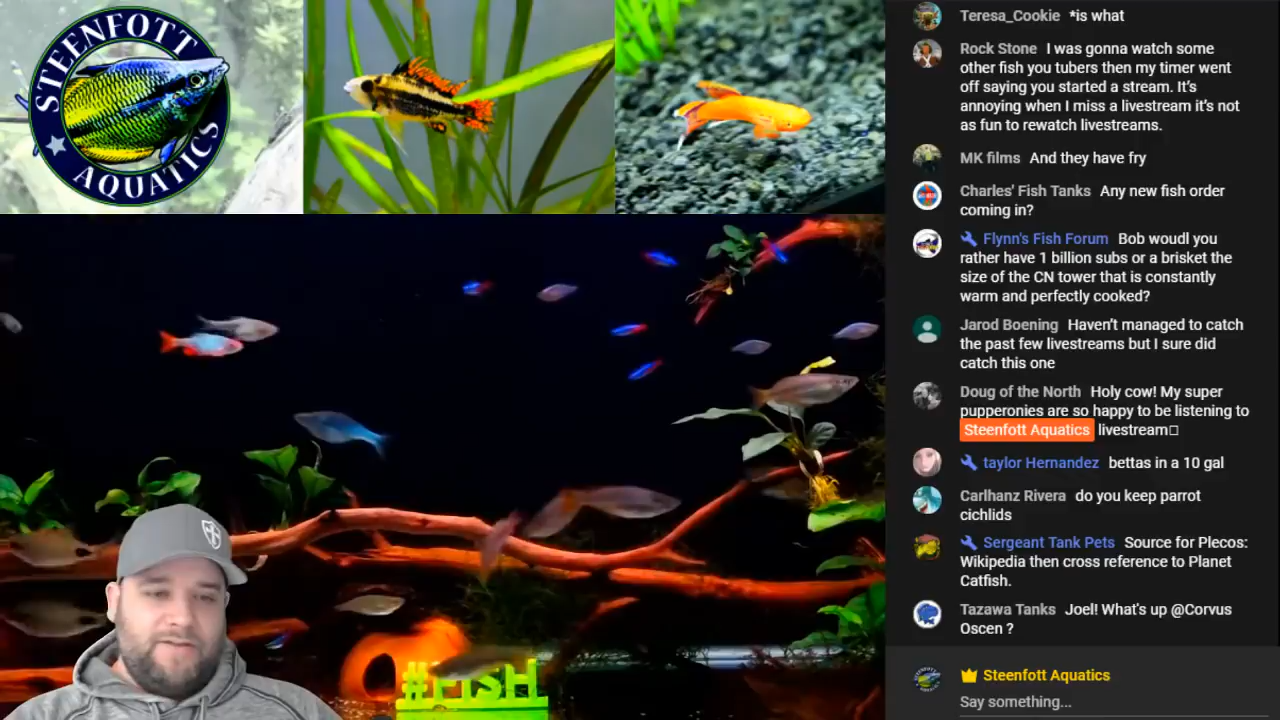 STEENFOTT
AQUATICS
#FISH
Teresa_Cookie *is what
Rock Stone I was gonna watch some
other fish you tubers then my timer went
off saying you started a stream. It's
annoying when I miss a livestream it's not
as fun to rewatch livestreams.
MK films And they have fry
Charles' Fish Tanks Any new fish order
coming in?
Flynn's Fish Forum Bob woudl you
rather have 1 billion subs or a brisket the
size of the CN tower that is constantly
warm and perfectly cooked?
Jarod Boening Haven't managed to catch
the past few livestreams but I sure did
catch this one
Doug of the North Holy cow! My super
pupperonies are so happy to be listening to
Steenfott Aquatics livestream
taylor Hernandez bettas in a 10 gal
Carlhanz Rivera do you keep parrot
cichlids
Sergeant Tank Pets Source for Plecos:
Wikipedia then cross reference to Planet
Catfish.
Tazawa Tanks Joel! What's up @Corvus
Oscen ?
Steenfott Aquatics
Say something...